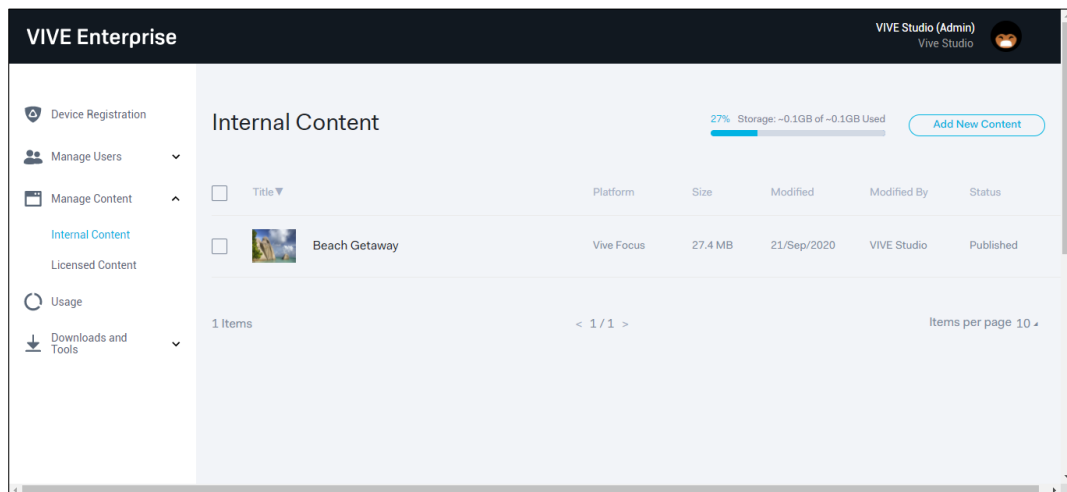 VIVE Enterprise
VIVE Studio (Admin)
Vive Studio
Device Registration
Manage Users
Manage Content
Internal Content
Licensed Content
Usage
Downloads and
Tools
Internal Content
27% Storage: ~0.1GB of ~0.1GB Used
Add New Content
Title▼ Platform Size Modified Modified By Status
Beach Getaway Vive Focus 27.4 MB 21/Sep/2020 VIVE Studio Published
1 Items < 1 / 1 > Items per page 10